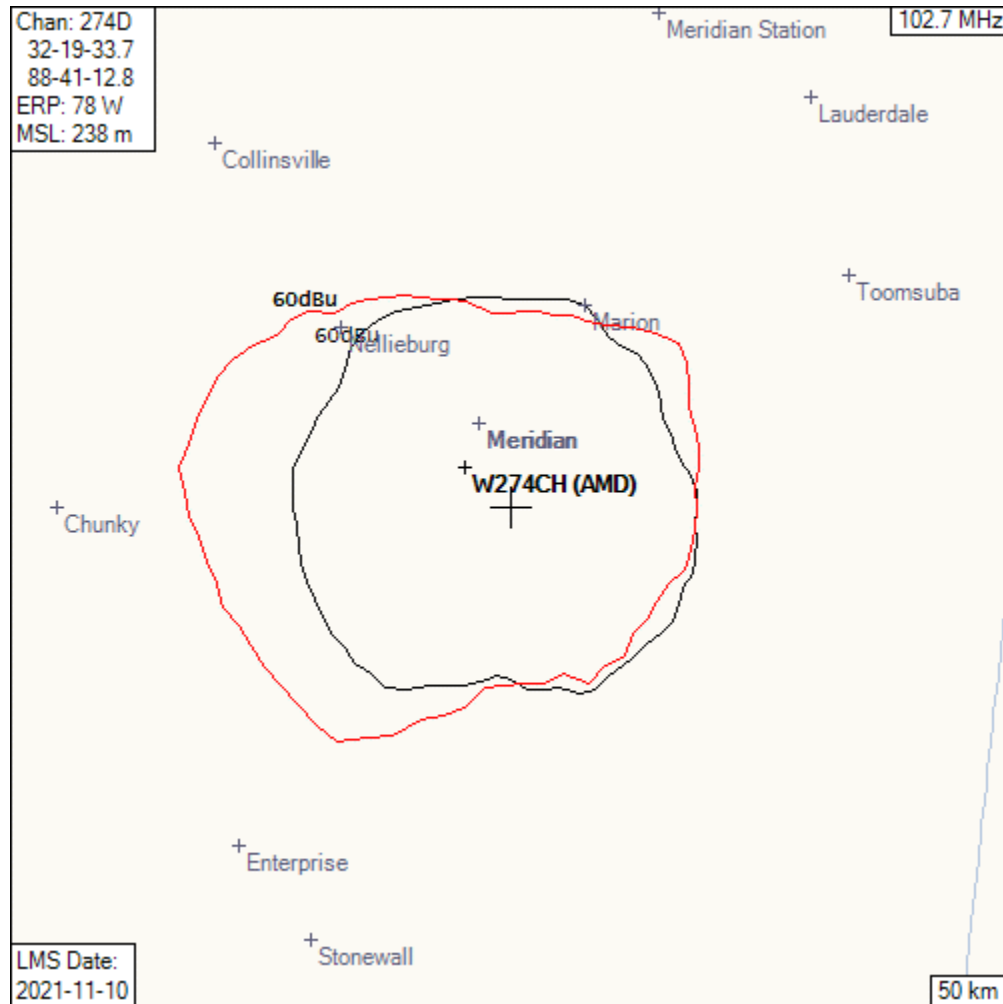 Chan: 274D
32-19-33.7
88-41-12.8
ERP: 78 W
MSL: 238 m
102.7 MHz
Meridian Station
Lauderdale
Collinsville
Toomsuba
60dBu
Marion
60dBu
Nellieburg
Meridian
W274CH (AMD)
Chunky
Enterprise
Stonewall
LMS Date:
2021-11-10
50 km